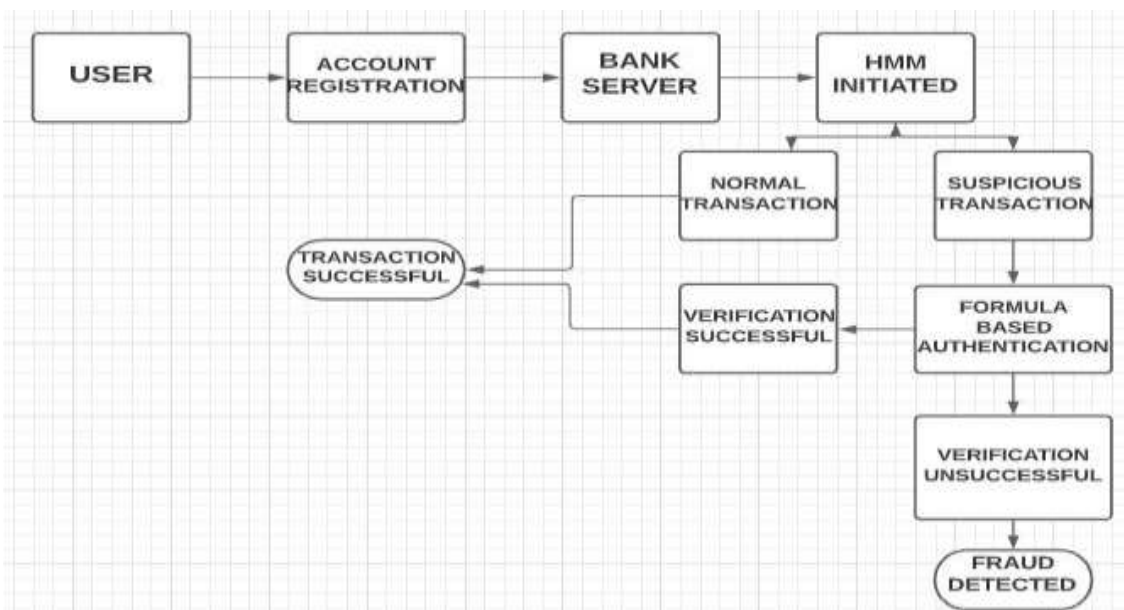 USER
ACCOUNT
REGISTRATION
BANK
SERVER
HMM
INITIATED
NORMAL
TRANSACTION
SUSPICIOUS
TRANSACTION
TRANSACTION
SUCCESSFUL
VERIFICATION
SUCCESSFUL
FORMULA
BASED
AUTHENTICATION
VERIFICATION
UNSUCCESSFUL
FRAUD
DETECTED